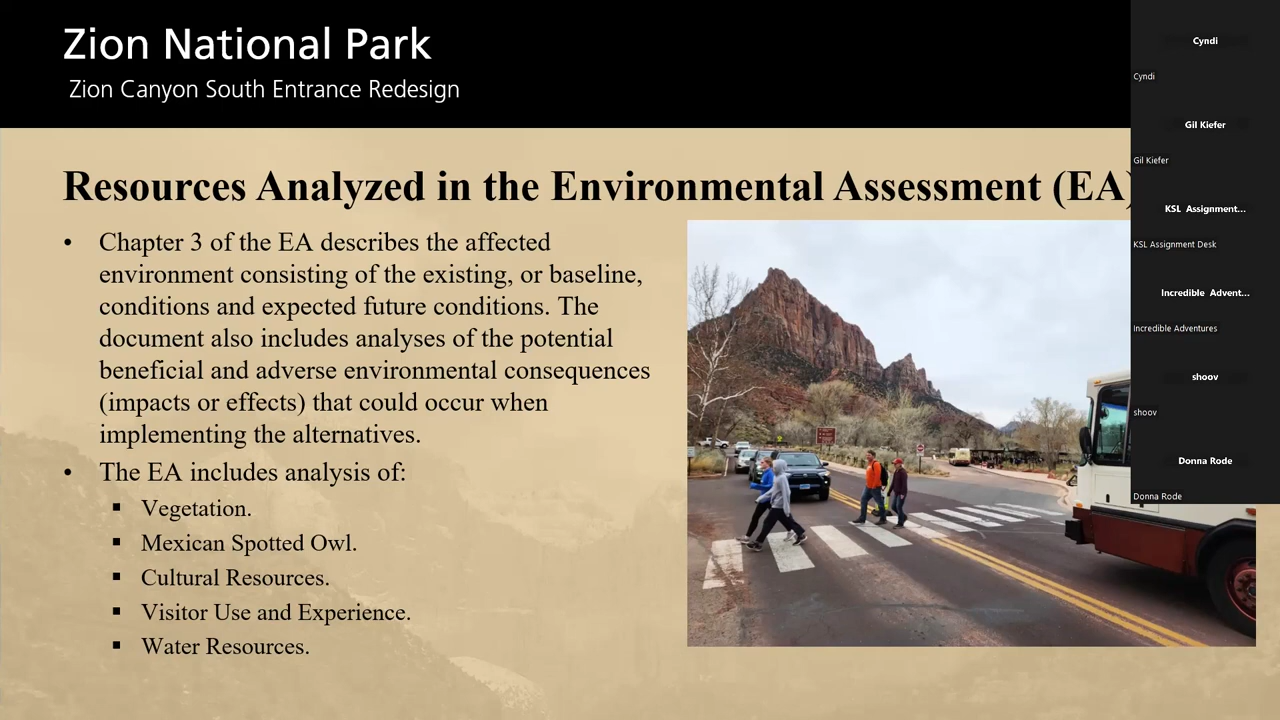 Zion National Park
Zion Canyon South Entrance Redesign
Resources Analyzed in the Environmental Assessment (EA)
• Chapter 3 of the EA describes the affected
environment consisting of the existing, or baseline,
conditions and expected future conditions. The
document also includes analyses of the potential
beneficial and adverse environmental consequences
(impacts or effects) that could occur when
implementing the alternatives.
• The EA includes analysis of:
▪ Vegetation.
▪ Mexican Spotted Owl.
▪ Cultural Resources.
▪ Visitor Use and Experience.
▪ Water Resources.
Cyndi
Cyndi
Gil Kiefer
Gil Kiefer
KSL Assignment...
KSL Assignment Desk
Incredible Advent...
Incredible Adventures
shoov
shoov
Donna Rode
Donna Rode